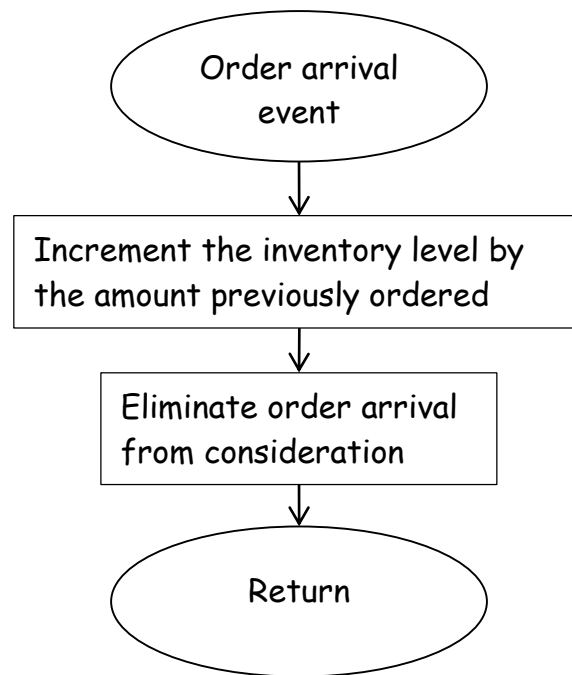 Order arrival
event
Increment the inventory level by
the amount previously ordered
Eliminate order arrival
from consideration
Return